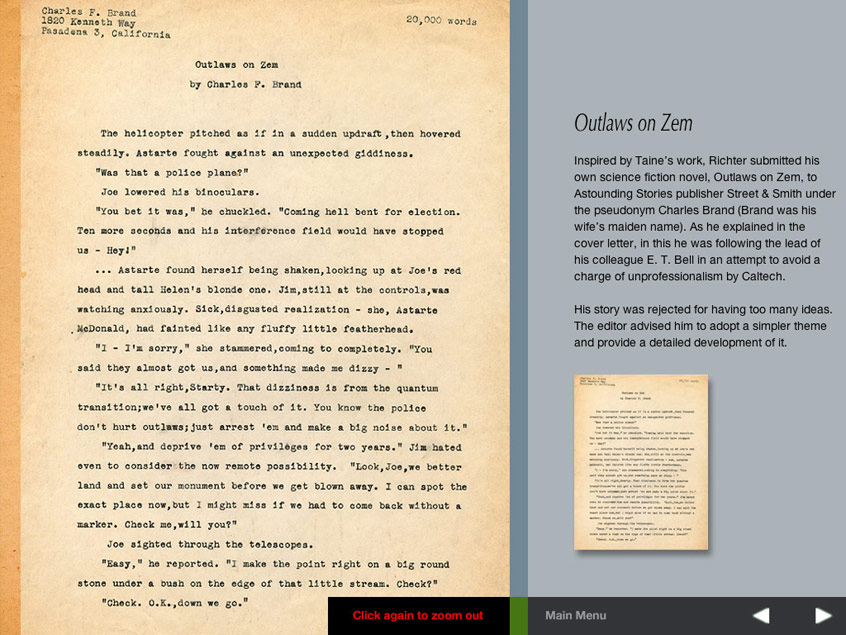 Charles F. Brand
1820 Kenneth Way
Pasadena 3, California
20,000 words
Outlaws on Zem
by Charles F. Brand
The helicopter pitched as if in a sudden updraft,then hovered
steadily. Astarte fought against an unexpected giddiness.
"Was that a police plane?"
Joe lowered his binoculars.
"You bet it was," he chuckled. "Coming hell bent for election.
Ten more seconds and his interference field would have stopped
us - Hey!"
... Astarte found herself being shaken,looking up at Joe's red
head and tall Helen's blonde one. Jim,still at the controls,was
watching anxiously. Sick,disgusted realization - she, Astarte
McDonald, had fainted like any fluffy little featherhead.
"I - I'm sorry," she stammered,coming to completely. "You
said they almost got us,and something made me dizzy - "
"It's all right,Starty. That dizziness is from the quantum
transition;we've all got a touch of it. You know the police
don't hurt outlaws;just arrest 'em and make a big noise about it."
"Yeah,and deprive 'em of privileges for two years." Jim hated
even to consider the now remote possibility. "Look,Joe,we better
land and set our monument before we get blown away. I can spot the
exact place now,but I might miss if we had to come back without a
marker. Check me,will you?"
Joe sighted through the telescopes.
"Easy," he reported. "I make the point right on a big round
stone under a bush on the edge of that little stream. Check?"
"Check. O.K.,down we go."
Click again to zoom out
Outlaws on Zem
Inspired by Taine's work, Richter submitted his
own science fiction novel, Outlaws on Zem, to
Astounding Stories publisher Street & Smith under
the pseudonym Charles Brand (Brand was his
wife's maiden name). As he explained in the
cover letter, in this he was following the lead of
his colleague E. T. Bell in an attempt to avoid a
charge of unprofessionalism by Caltech.
His story was rejected for having too many ideas.
The editor advised him to adopt a simpler theme
and provide a detailed development of it.
Main Menu